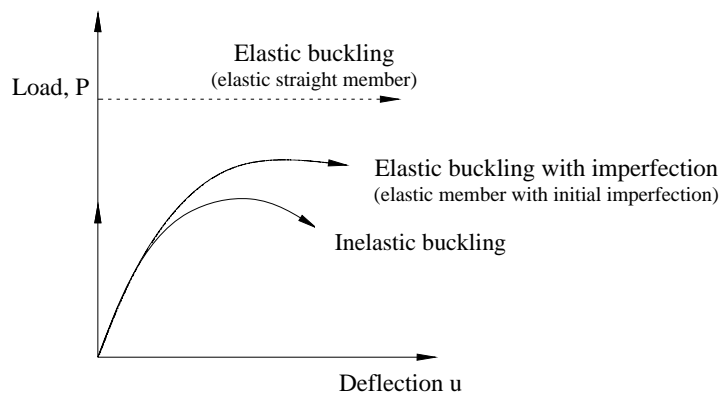 Elastic buckling
(elastic straight member)
Load, P
Elastic buckling with imperfection
(elastic member with initial imperfection)
Inelastic buckling
Deflection u